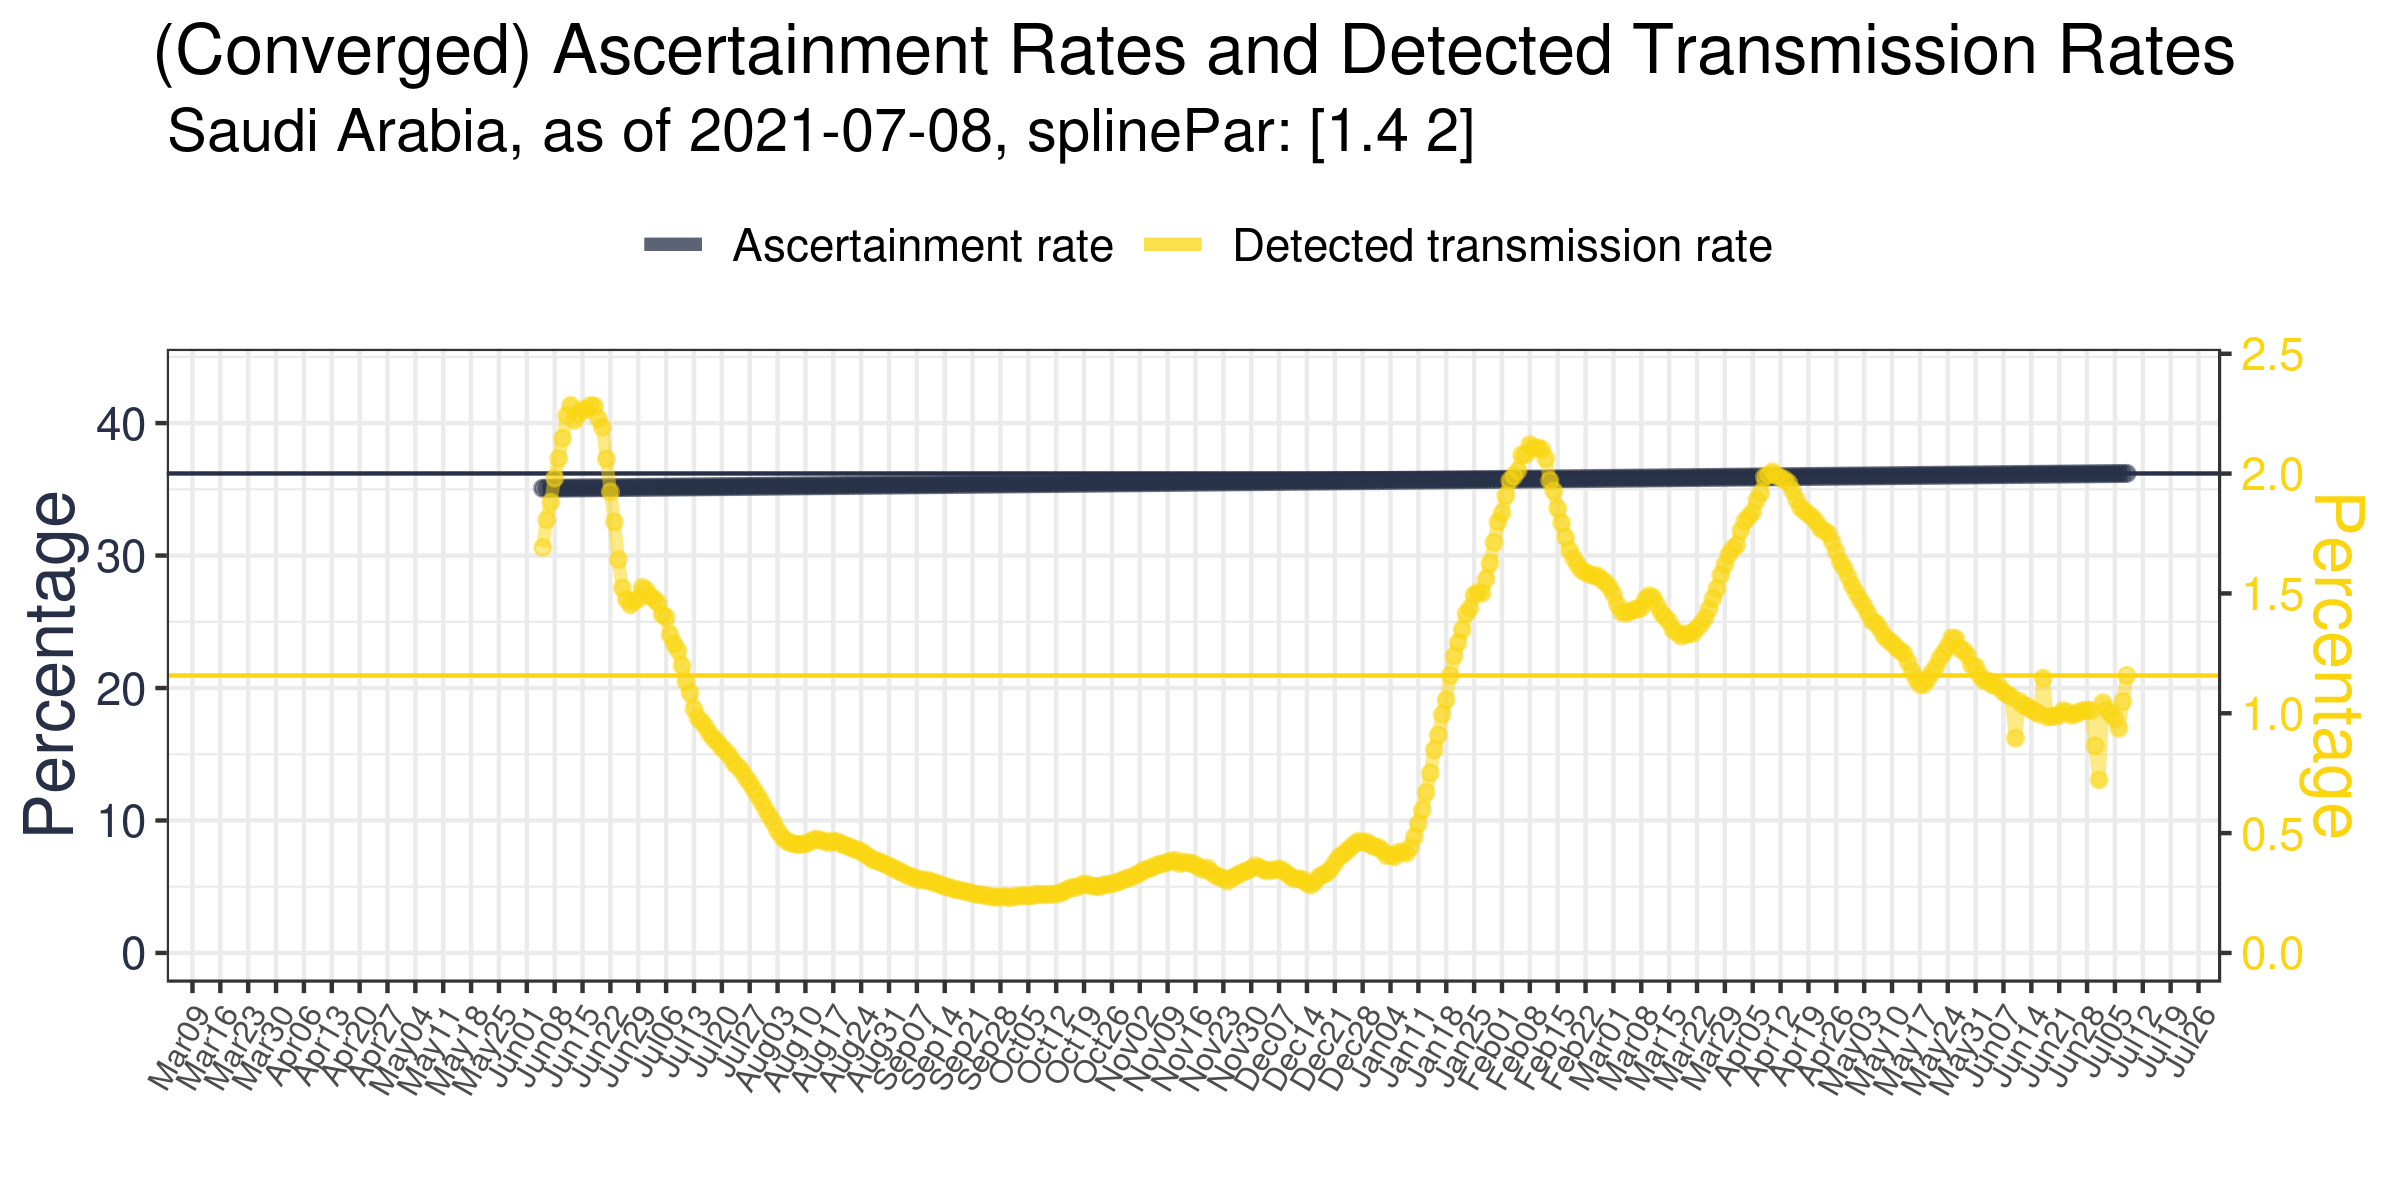 (Converged) Ascertainment Rates and Detected Transmission Rates
Saudi Arabia, as of 2021-07-08, splinePar: [1.4 2]
Ascertainment rate
Detected transmission rate
Percentage
40
30
20
10
0
2.5
2.0
1.5
1.0
0.5
0.0
Percentage
Mar09
Mar16
Mar23
Mar30
Apr06
Apr13
Apr20
Apr27
May04
May11
May18
May25
Jun01
Jun08
Jun15
Jun22
Jun29
Jul06
Jul13
Jul20
Jul27
Aug03
Aug10
Aug17
Aug24
Aug31
Sep07
Sep14
Sep21
Sep28
Oct05
Oct12
Oct19
Oct26
Nov02
Nov09
Nov16
Nov23
Nov30
Dec07
Dec14
Dec21
Dec28
Jan04
Jan11
Jan18
Jan25
Feb01
Feb08
Feb15
Feb22
Mar01
Mar08
Mar15
Mar22
Mar29
Apr05
Apr12
Apr19
Apr26
May03
May10
May17
May24
May31
Jun07
Jun14
Jun21
Jun28
Jul05
Jul12
Jul19
Jul26